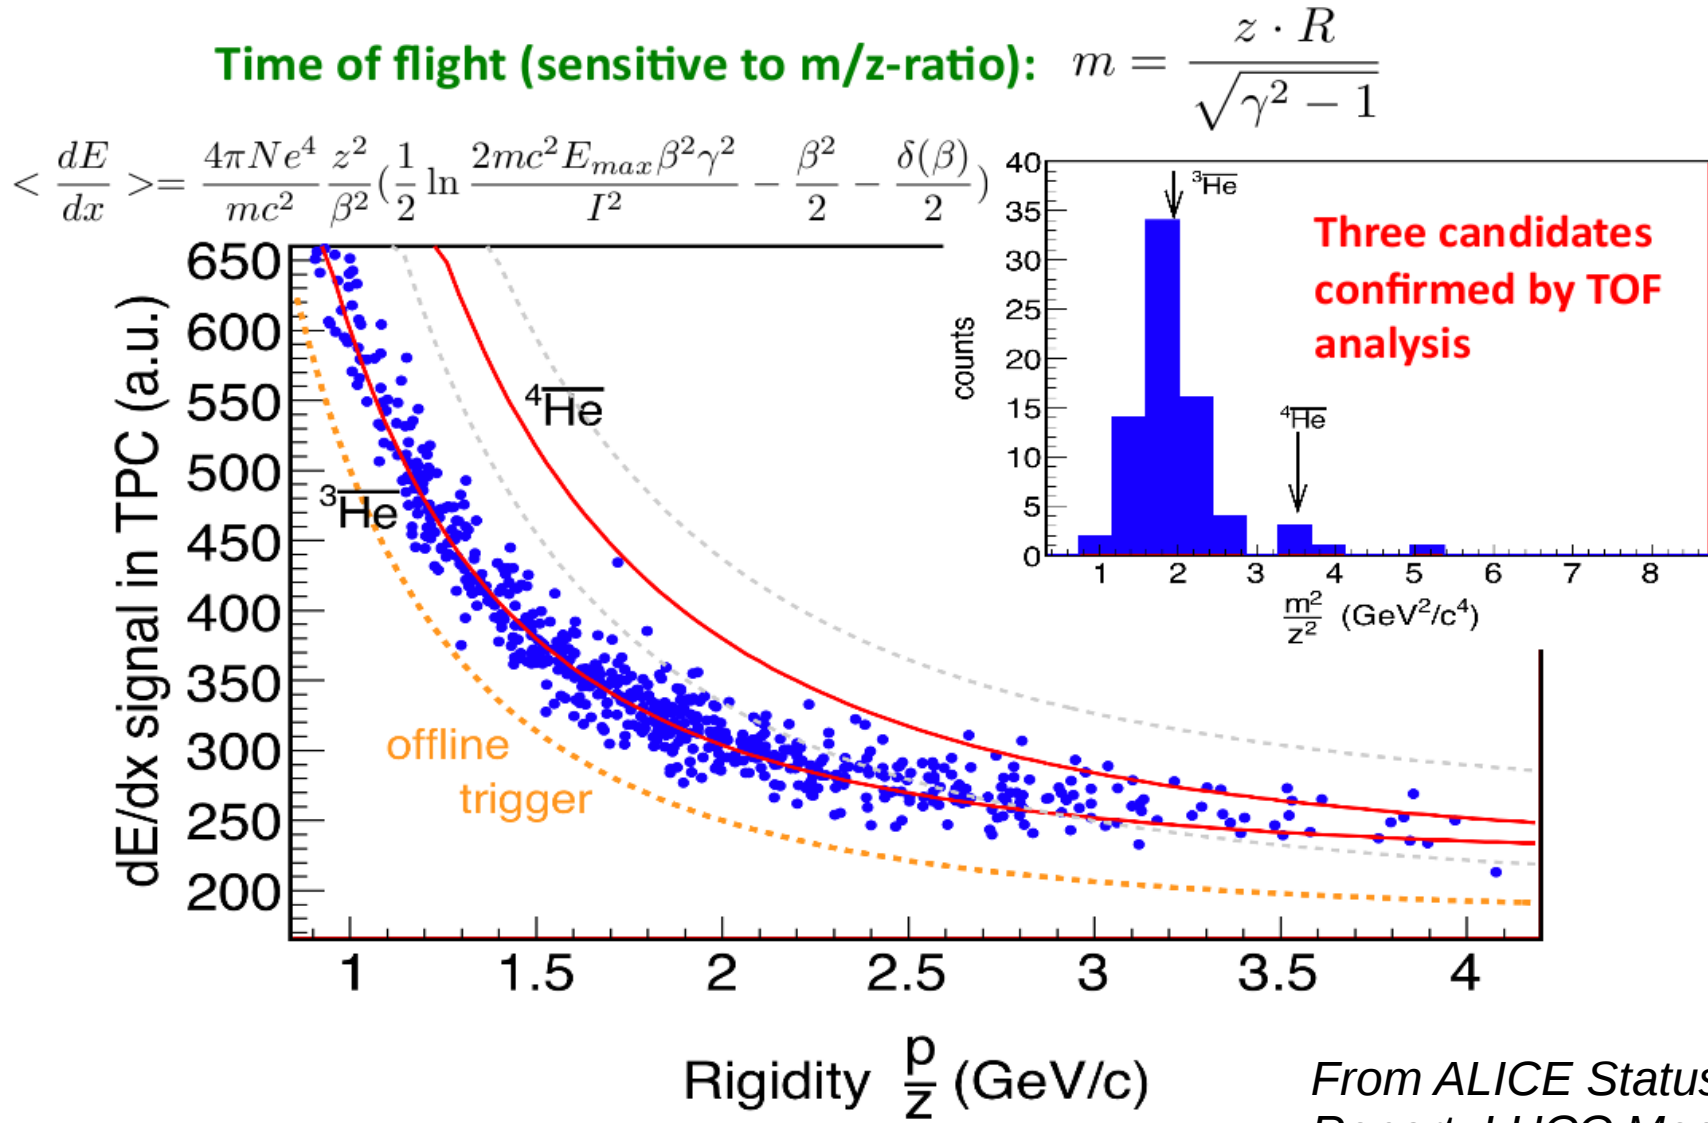 Time of flight (sensitive to m/z-ratio): m = z · R / √(γ² − 1)
< dE/dx >= 4πNe⁴/mc² z²/β² (1/2 ln 2mc²E_max β²γ²/I² − β²/2 − δ(β)/2)
40
35
30
25
20
15
10
5
0
counts
³H̅e̅
Three candidates
confirmed by TOF
analysis
⁴H̅e̅
1 2 3 4 5 6 7 8
m²/z² (GeV²/c⁴)
650
600
550
500
450
400
350
300
250
200
dE/dx signal in TPC (a.u.)
⁴H̅e̅
³H̅e̅
offline
trigger
1 1.5 2 2.5 3 3.5 4
Rigidity p/z (GeV/c)
From ALICE Status